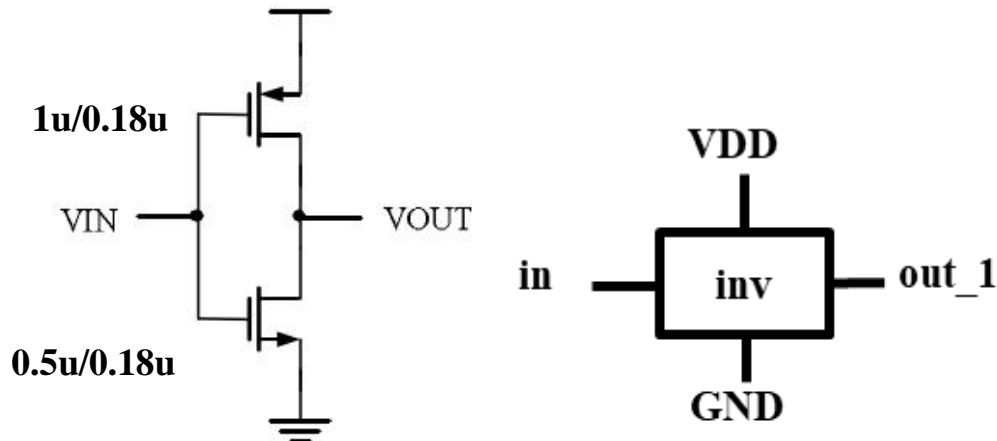 1u/0.18u
VIN
VOUT
0.5u/0.18u
VDD
in
inv
out_1
GND